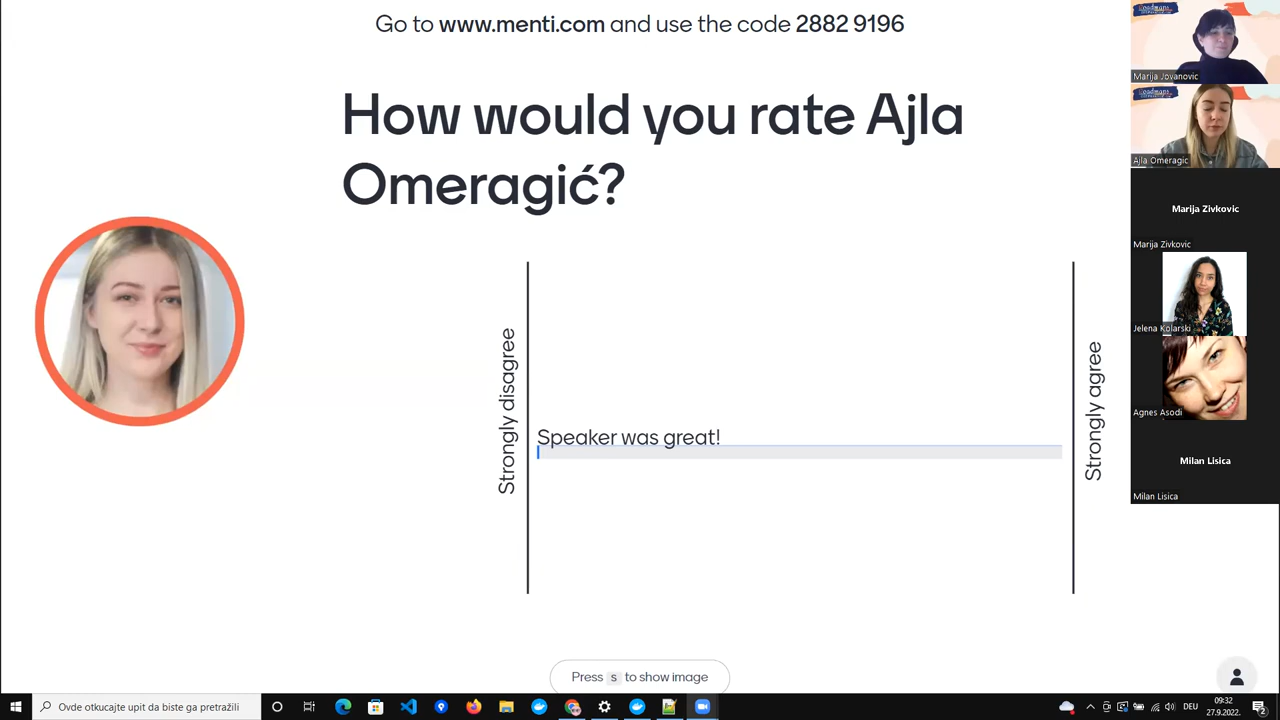 Go to www.menti.com and use the code 2882 9196
How would you rate Ajla
Omeragić?
Strongly disagree
Speaker was great!
Strongly agree
Press s to show image
Marija Jovanovic
Ajla Omeragic
Marija Zivkovic
Marija Zivkovic
Jelena Kolarski
Agnes Asodi
Milan Lisica
Milan Lisica
Ovde otkucajte upit da biste ga pretražili
DEU
09:32
27.9.2022.
2